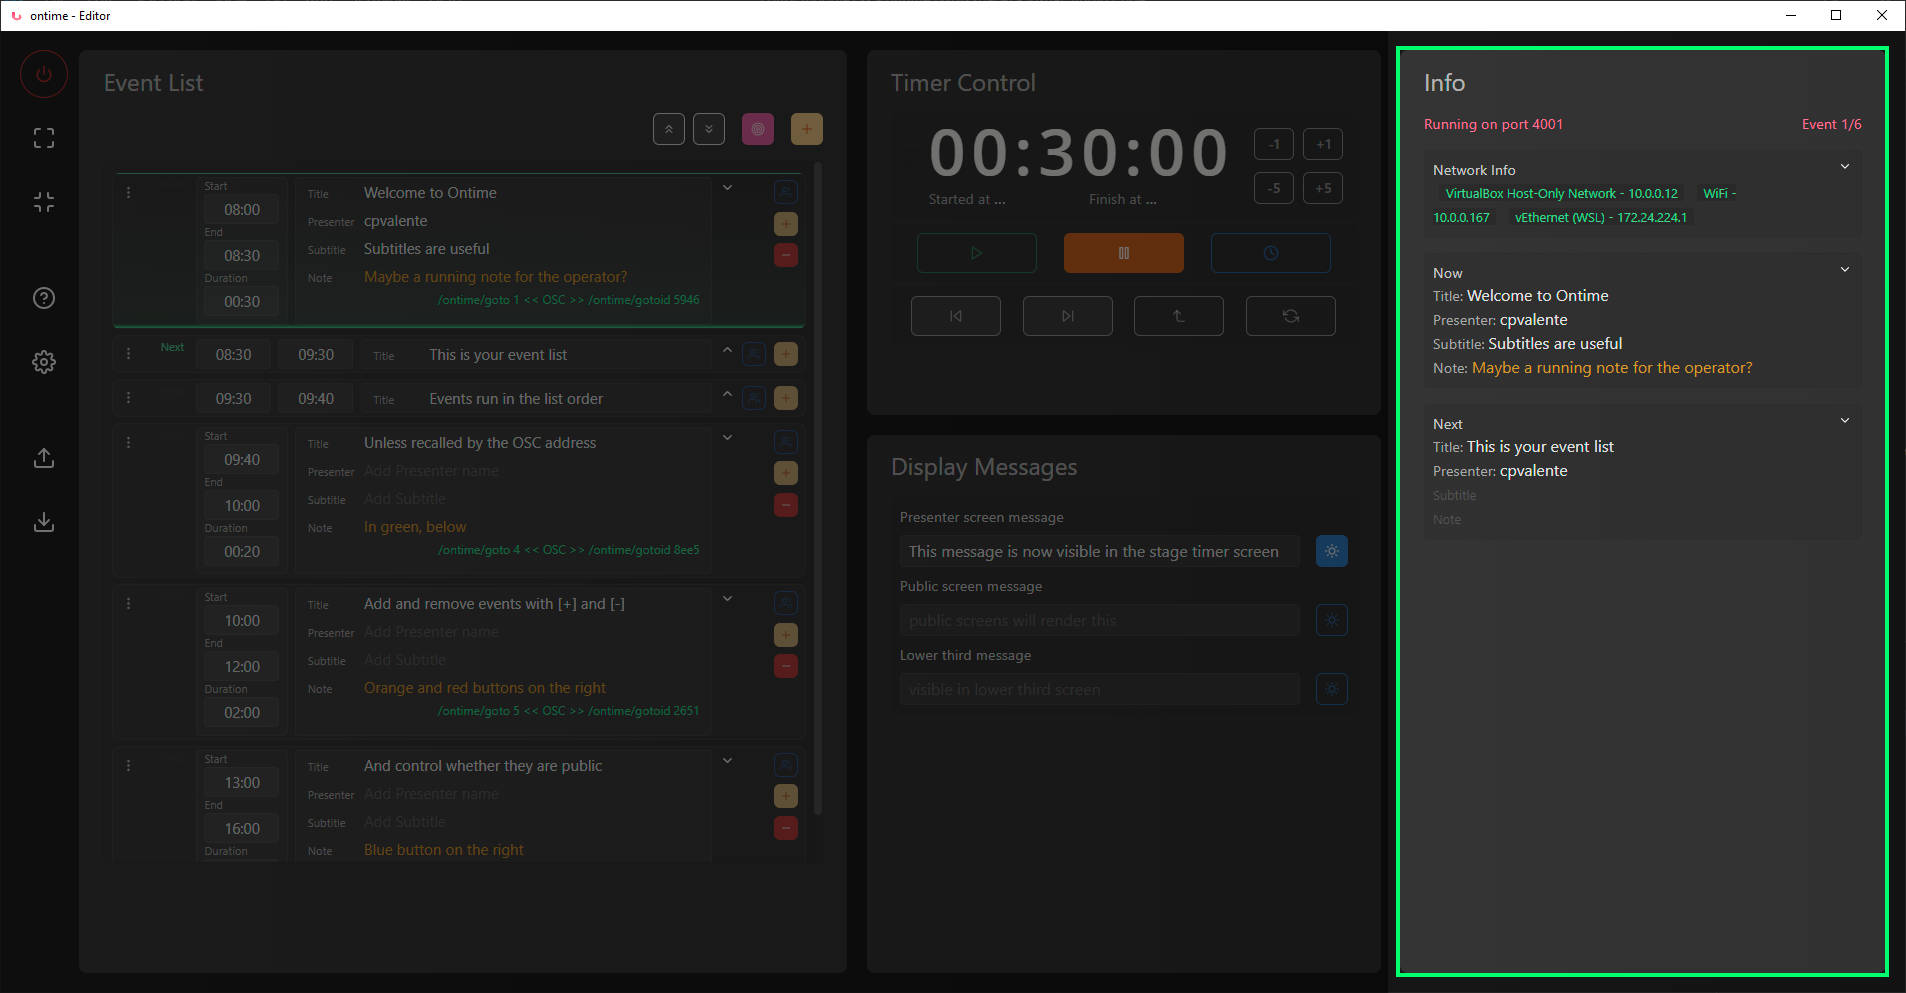 ontime - Editor
Event List
Start
08:00
End
08:30
Duration
00:30
Title Welcome to Ontime
Presenter cpvalente
Subtitle Subtitles are useful
Note Maybe a running note for the operator?
/ontime/goto 1 << OSC >> /ontime/gotoid 5946
Next 08:30 09:30 Title This is your event list
09:30 09:40 Title Events run in the list order
Start
09:40
End
10:00
Duration
00:20
Title Unless recalled by the OSC address
Presenter Add Presenter name
Subtitle Add Subtitle
Note In green, below
/ontime/goto 4 << OSC >> /ontime/gotoid 8ee5
Start
10:00
End
12:00
Duration
02:00
Title Add and remove events with [+] and [-]
Presenter Add Presenter name
Subtitle Add Subtitle
Note Orange and red buttons on the right
/ontime/goto 5 << OSC >> /ontime/gotoid 2651
Start
13:00
End
16:00
Duration
Title And control whether they are public
Presenter Add Presenter name
Subtitle Add Subtitle
Note Blue button on the right
Timer Control
00:30:00
-1 +1
-5 +5
Started at ... Finish at ...
Display Messages
Presenter screen message
This message is now visible in the stage timer screen
Public screen message
public screens will render this
Lower third message
visible in lower third screen
Info
Running on port 4001 Event 1/6
Network Info
VirtualBox Host-Only Network - 10.0.0.12 WiFi -
10.0.0.167 vEthernet (WSL) - 172.24.224.1
Now
Title: Welcome to Ontime
Presenter: cpvalente
Subtitle: Subtitles are useful
Note: Maybe a running note for the operator?
Next
Title: This is your event list
Presenter: cpvalente
Subtitle
Note